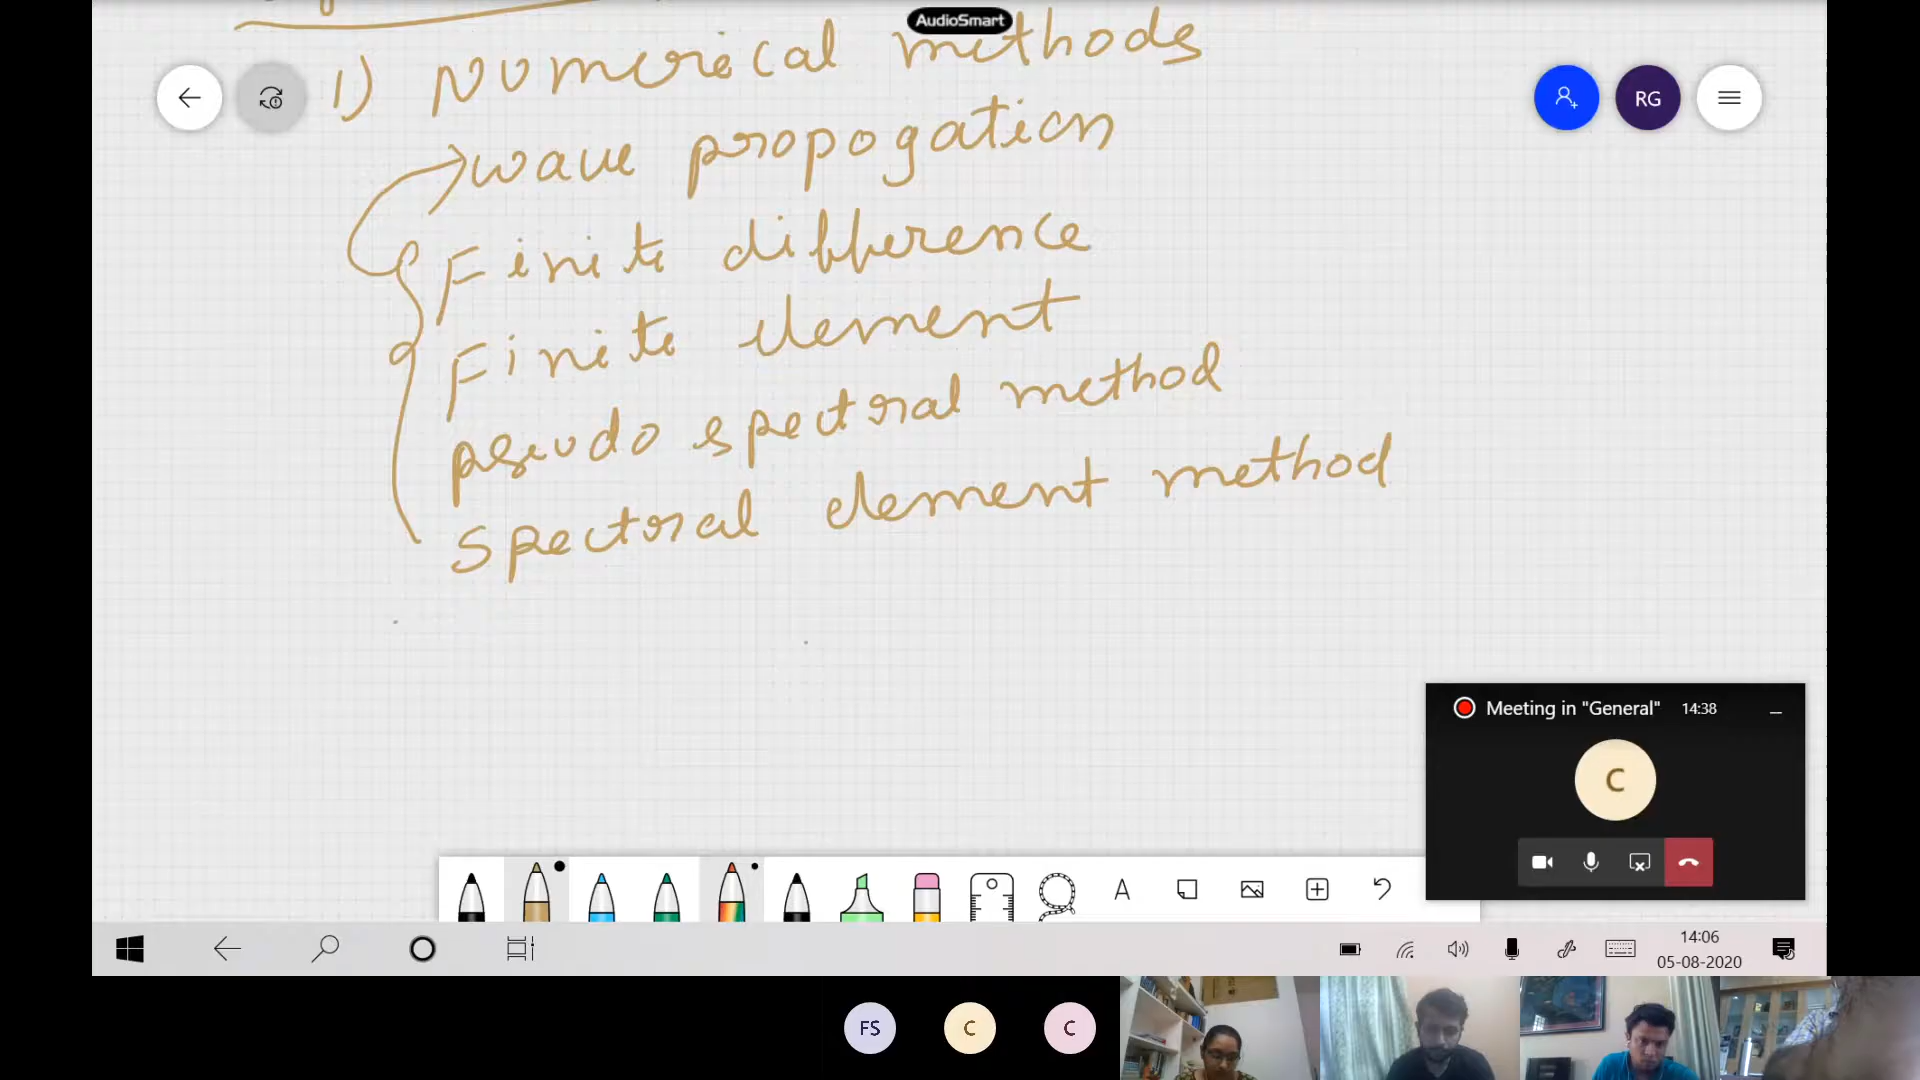 AudioSmart
1) Numerical methods
wave propogation
Finite difference
Finite element
pseudo spectral method
spectral element method
RG
Meeting in "General" 14:38
C
A
14:06
05-08-2020
FS
C
C